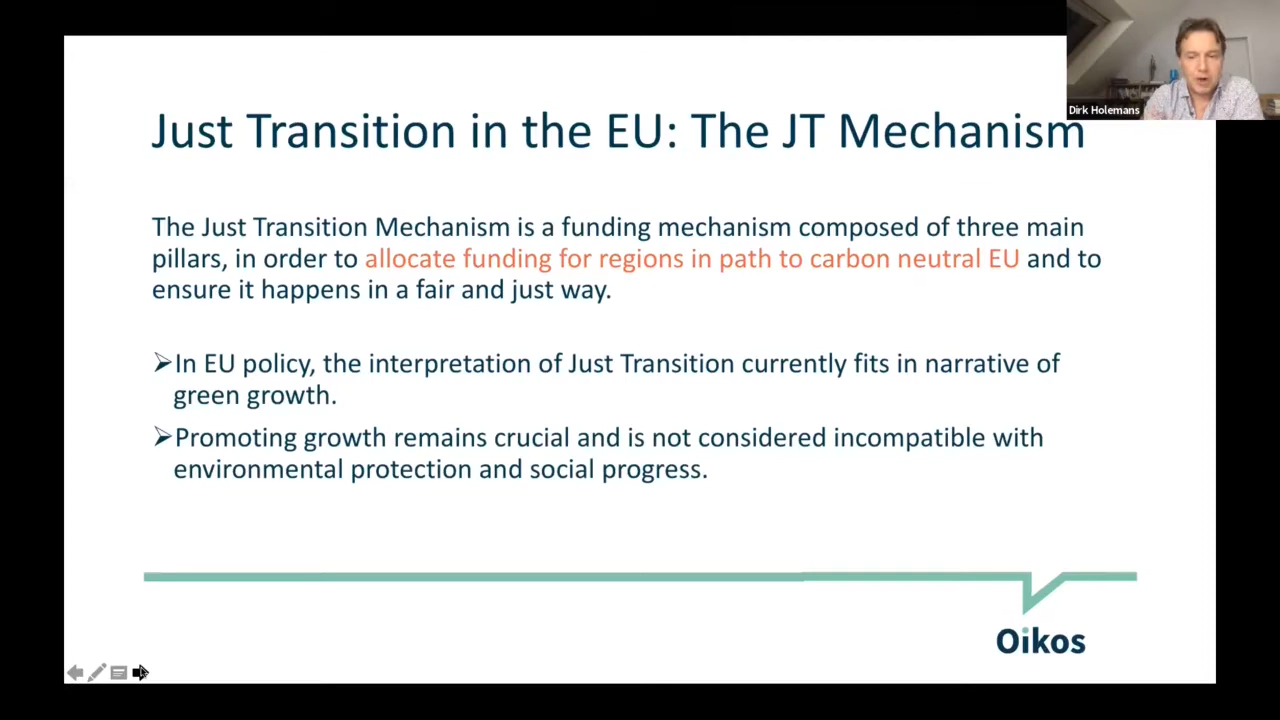 Dirk Holemans
Just Transition in the EU: The JT Mechanism
The Just Transition Mechanism is a funding mechanism composed of three main
pillars, in order to allocate funding for regions in path to carbon neutral EU and to
ensure it happens in a fair and just way.
➢In EU policy, the interpretation of Just Transition currently fits in narrative of
green growth.
➢Promoting growth remains crucial and is not considered incompatible with
environmental protection and social progress.
Oikos